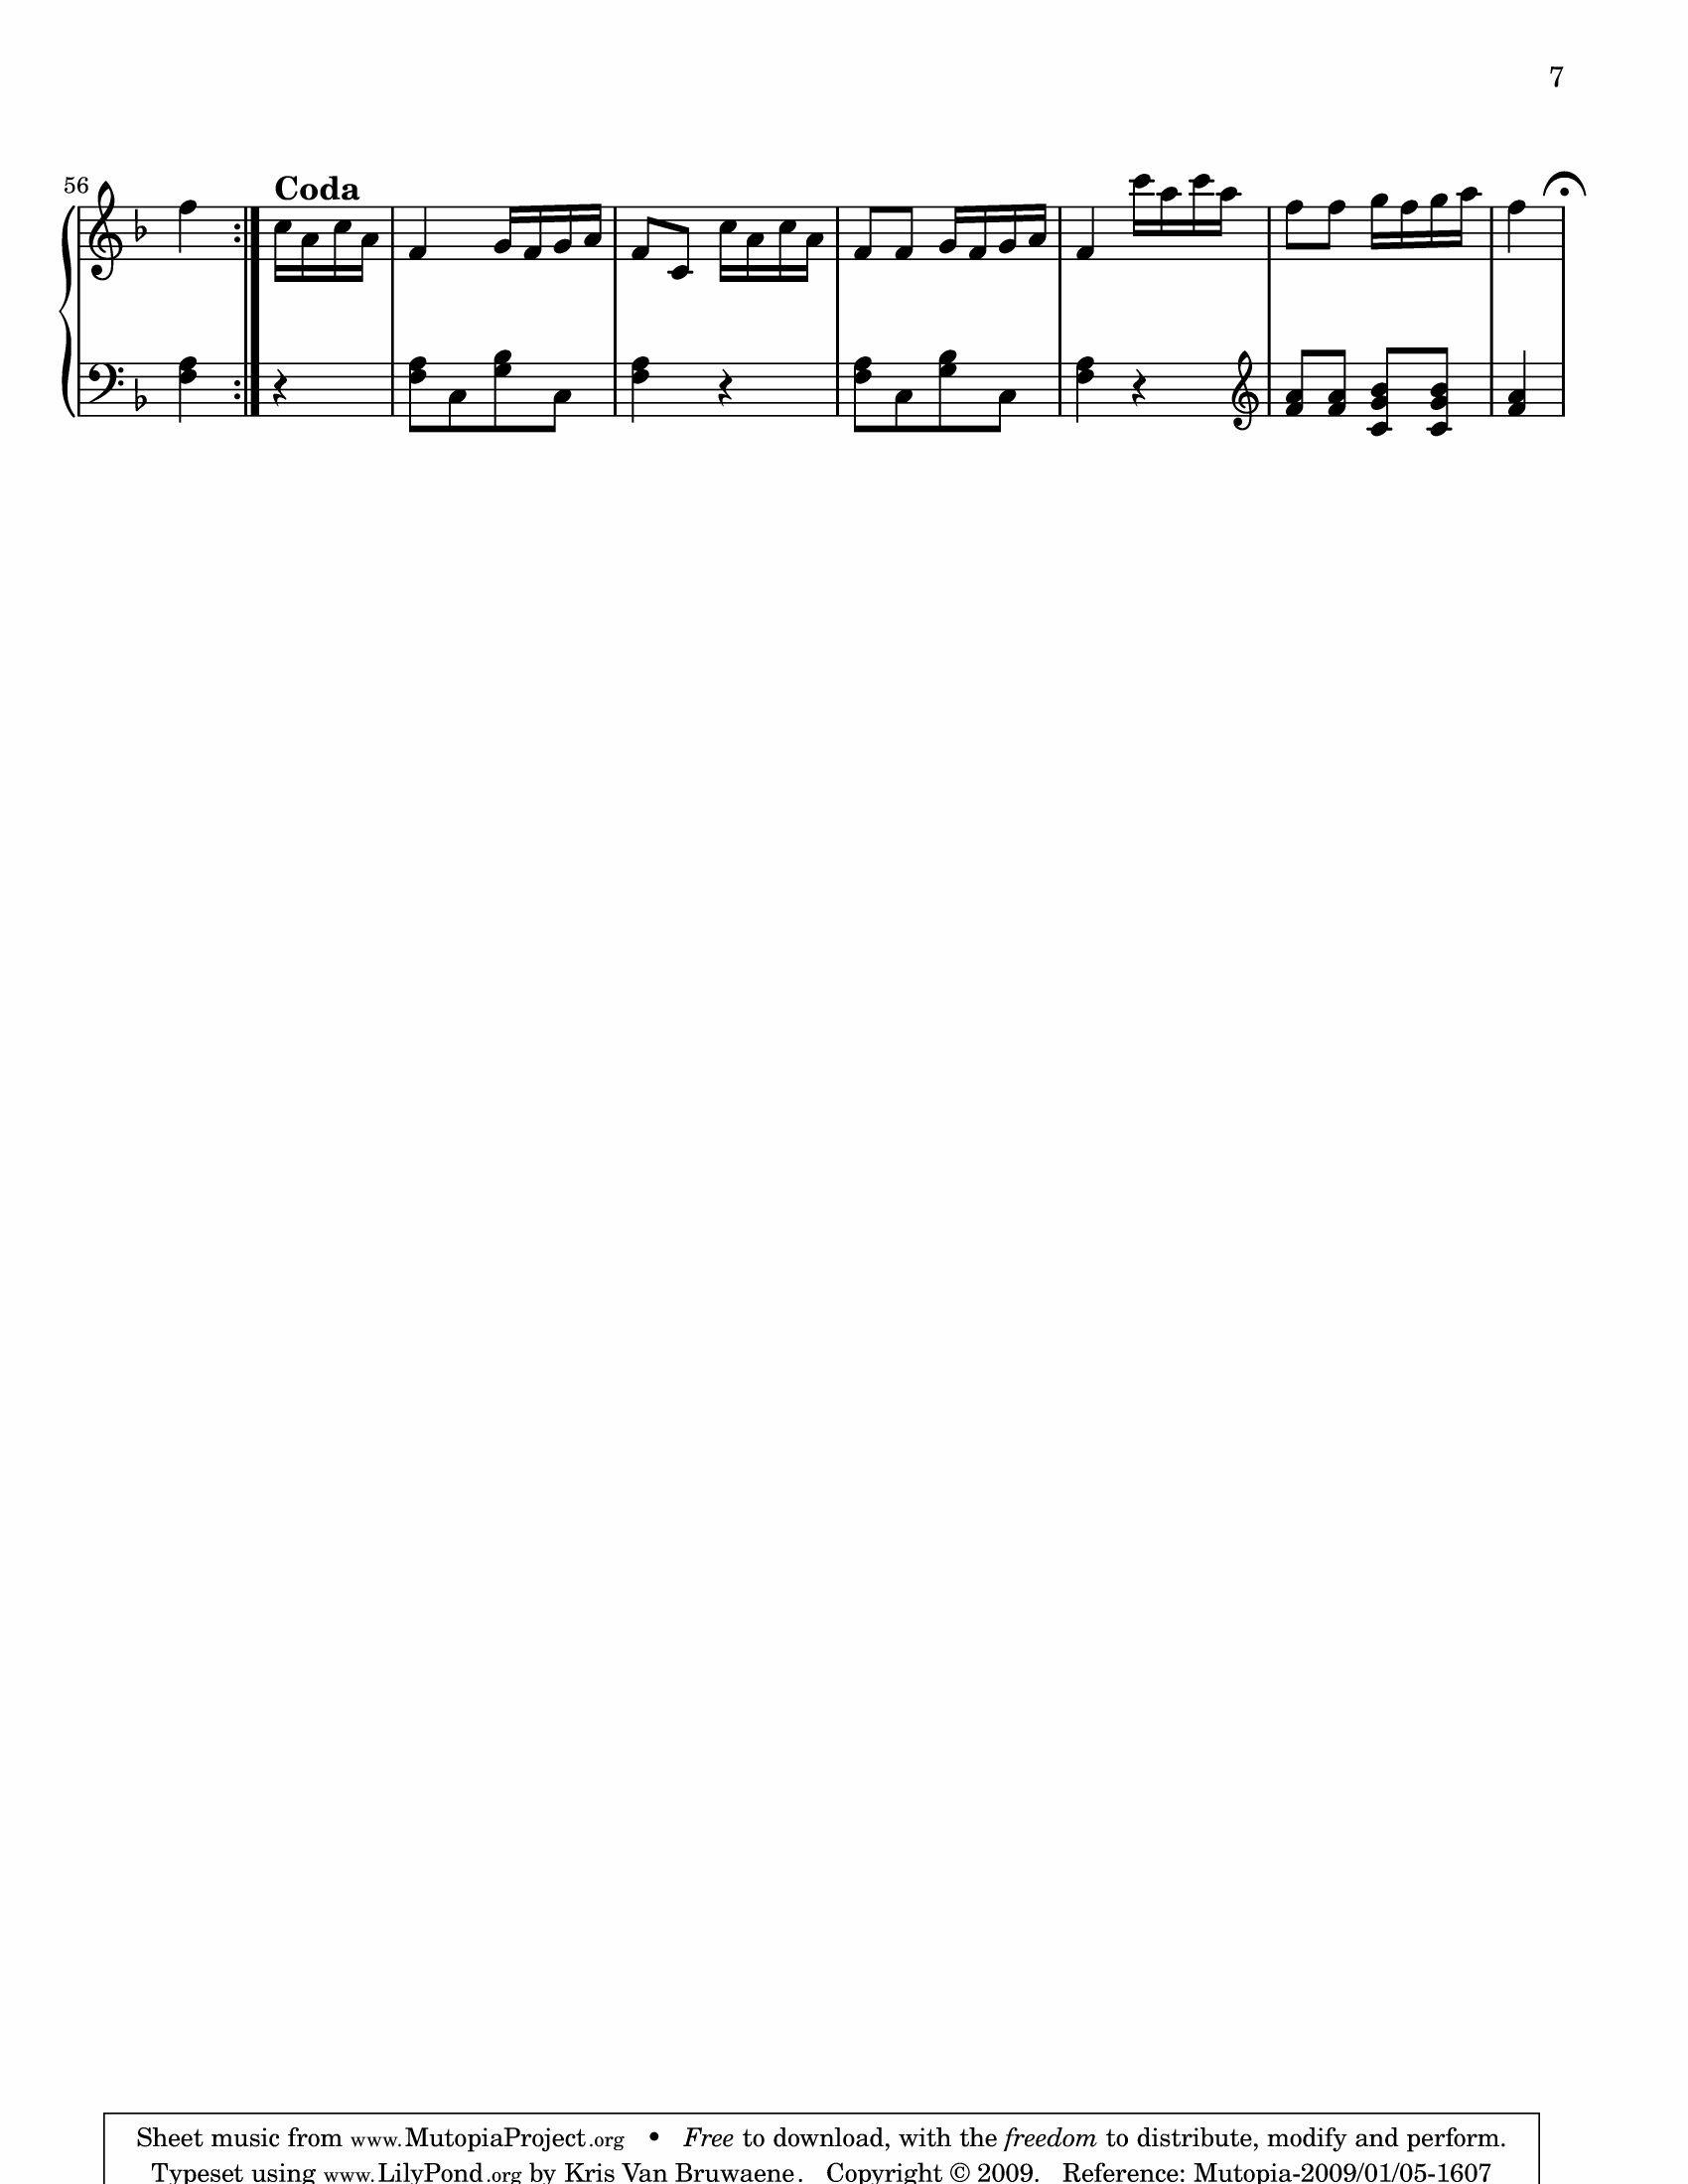 7
56
Coda
Sheet music from www.MutopiaProject.org • Free to download, with the freedom to distribute, modify and perform.
Typeset using www.LilyPond.org by Kris Van Bruwaene. Copyright © 2009. Reference: Mutopia-2009/01/05-1607